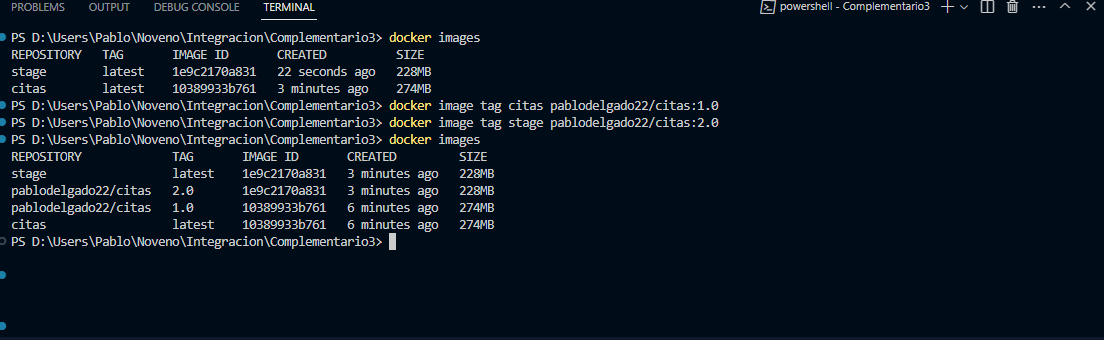 PROBLEMS OUTPUT DEBUG CONSOLE TERMINAL powershell - Complementario3
PS D:\Users\Pablo\Noveno\Integracion\Complementario3> docker images
REPOSITORY TAG IMAGE ID CREATED SIZE
stage latest 1e9c2170a831 22 seconds ago 228MB
citas latest 10389933b761 3 minutes ago 274MB
PS D:\Users\Pablo\Noveno\Integracion\Complementario3> docker image tag citas pablodelgado22/citas:1.0
PS D:\Users\Pablo\Noveno\Integracion\Complementario3> docker image tag stage pablodelgado22/citas:2.0
PS D:\Users\Pablo\Noveno\Integracion\Complementario3> docker images
REPOSITORY TAG IMAGE ID CREATED SIZE
stage latest 1e9c2170a831 3 minutes ago 228MB
pablodelgado22/citas 2.0 1e9c2170a831 3 minutes ago 228MB
pablodelgado22/citas 1.0 10389933b761 6 minutes ago 274MB
citas latest 10389933b761 6 minutes ago 274MB
PS D:\Users\Pablo\Noveno\Integracion\Complementario3>